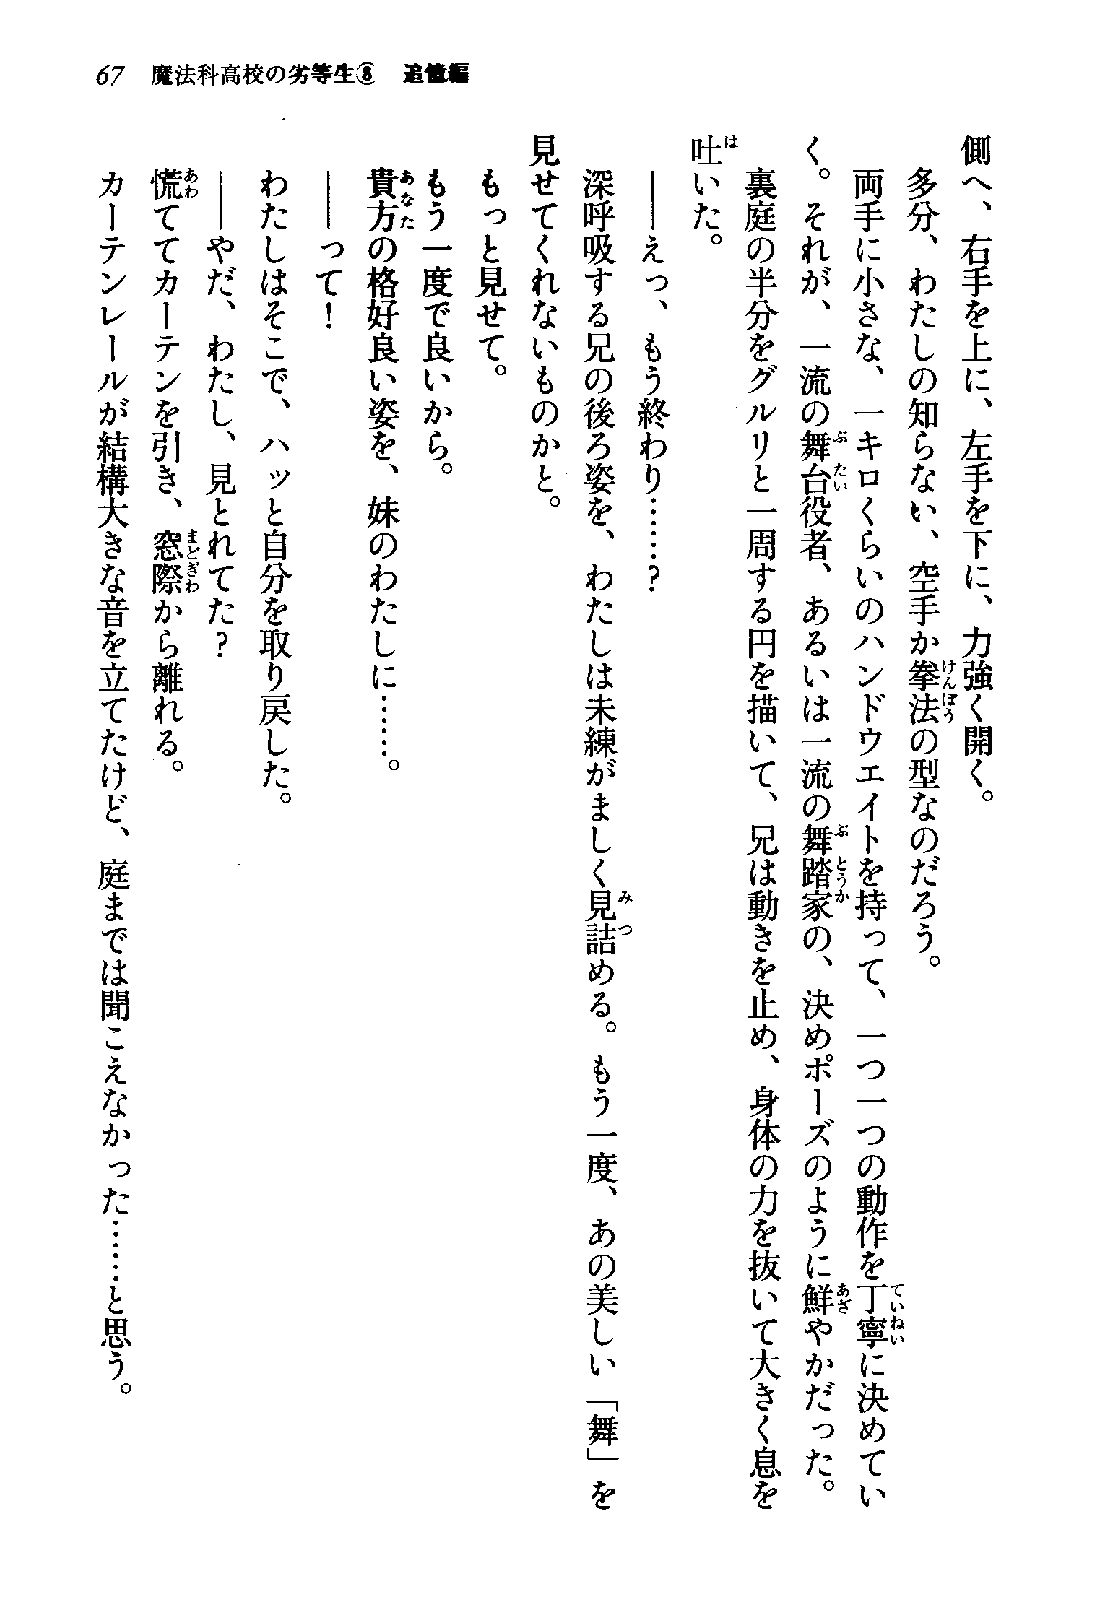 67　魔法科高校の劣等生⑧　追憶編
側へ、右手を上に、左手を下に、力強く開く。
多分、わたしの知らない、空手か拳法の型なのだろう。
両手に小さな、一キロくらいのハンドウエイトを持って、一つ一つの動作を丁寧に決めてい
く。それが、一流の舞台役者、あるいは一流の舞踏家の、決めポーズのように鮮やかだった。
裏庭の半分をグルリと一周する円を描いて、兄は動きを止め、身体の力を抜いて大きく息を
吐いた。
――えっ、もう終わり……？
深呼吸する兄の後ろ姿を、わたしは未練がましく見詰める。もう一度、あの美しい「舞」を
見せてくれないものかと。
もっと見せて。
もう一度で良いから。
貴方の格好良い姿を、妹のわたしに……。
――って！
わたしはそこで、ハッと自分を取り戻した。
――やだ、わたし、見とれてた？
慌ててカーテンを引き、窓際から離れる。
カーテンレールが結構大きな音を立てたけど、庭までは聞こえなかった……と思う。